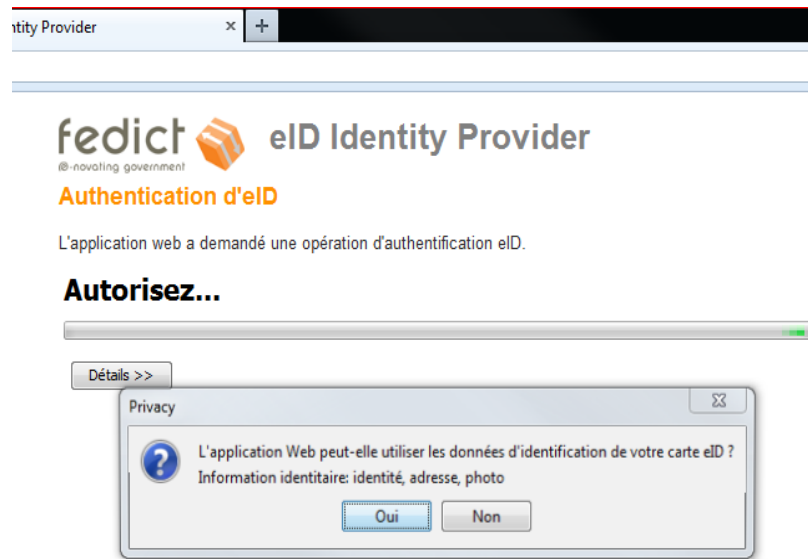 ntity Provider
fedict eID Identity Provider
e-novating government
Authentication d'eID
L'application web a demandé une opération d'authentification eID.
Autorisez...
Détails >>
Privacy
L'application Web peut-elle utiliser les données d'identification de votre carte eID ?
Information identitaire: identité, adresse, photo
Oui Non